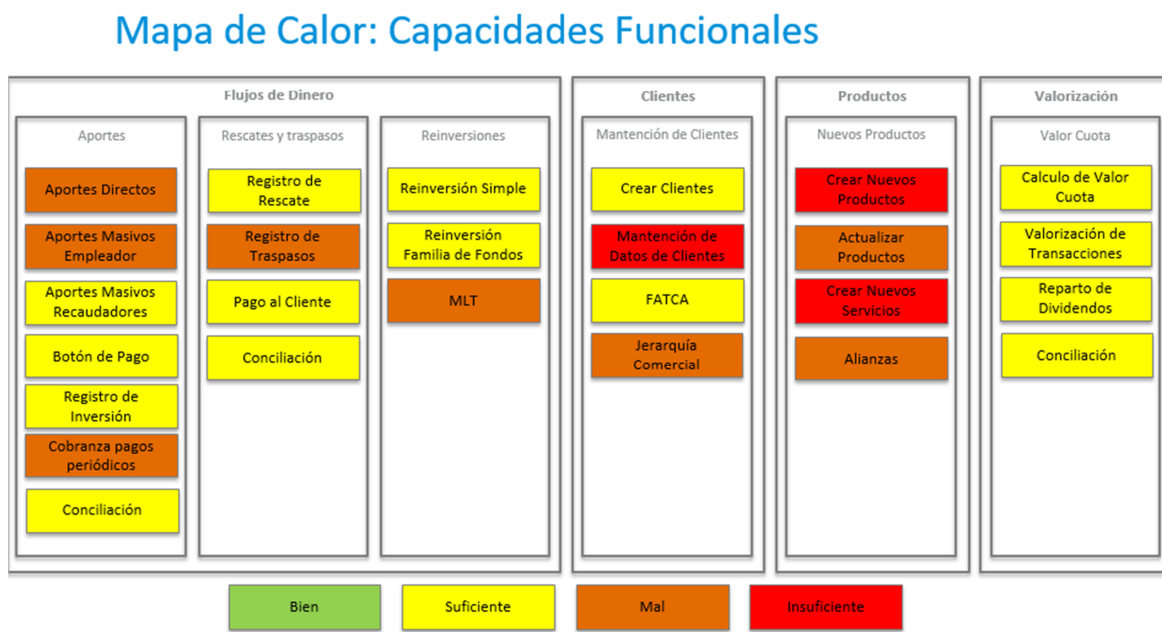 Mapa de Calor: Capacidades Funcionales
Flujos de Dinero
Aportes
Aportes Directos
Aportes Masivos
Empleador
Aportes Masivos
Recaudadores
Botón de Pago
Registro de
Inversión
Cobranza pagos
periódicos
Conciliación
Rescates y traspasos
Registro de
Rescate
Registro de
Traspasos
Pago al Cliente
Conciliación
Reinversiones
Reinversión Simple
Reinversión
Familia de Fondos
MLT
Clientes
Mantención de Clientes
Crear Clientes
Mantención de
Datos de Clientes
FATCA
Jerarquía
Comercial
Productos
Nuevos Productos
Crear Nuevos
Productos
Actualizar
Productos
Crear Nuevos
Servicios
Alianzas
Valorización
Valor Cuota
Calculo de Valor
Cuota
Valorización de
Transacciones
Reparto de
Dividendos
Conciliación
Bien
Suficiente
Mal
Insuficiente